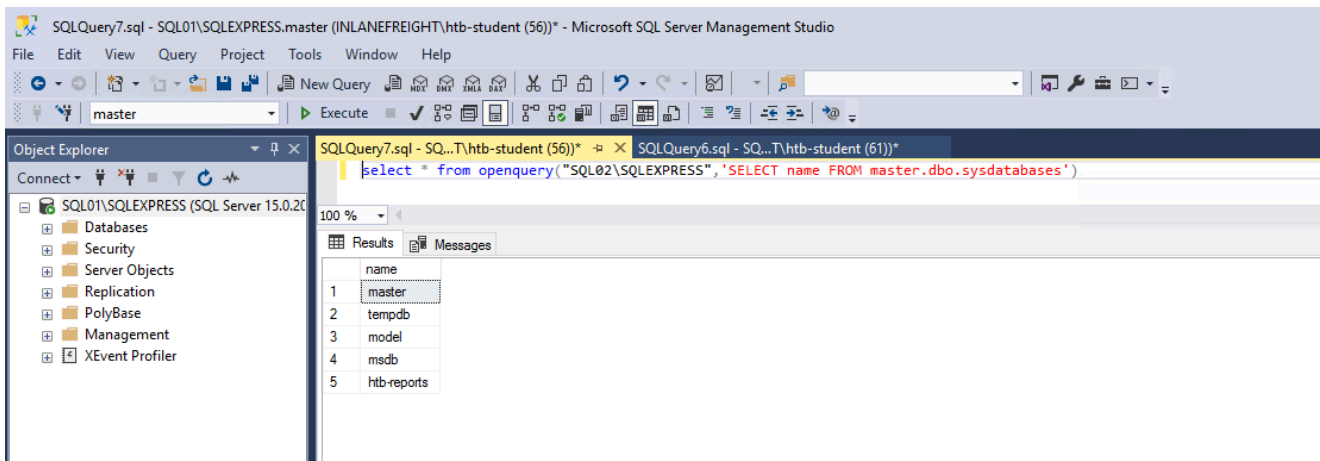 SQLQuery7.sql - SQL01\SQLEXPRESS.master (INLANEFREIGHT\htb-student (56))* - Microsoft SQL Server Management Studio
File Edit View Query Project Tools Window Help
New Query MDX DMX XMLA DAX
master Execute
Object Explorer
SQLQuery7.sql - SQ...T\htb-student (56))* SQLQuery6.sql - SQ...T\htb-student (61))*
Connect
select * from openquery("SQL02\SQLEXPRESS",'SELECT name FROM master.dbo.sysdatabases')
SQL01\SQLEXPRESS (SQL Server 15.0.20
Databases
Security
Server Objects
Replication
PolyBase
Management
XEvent Profiler
100 %
Results Messages
name
1 master
2 tempdb
3 model
4 msdb
5 htb-reports